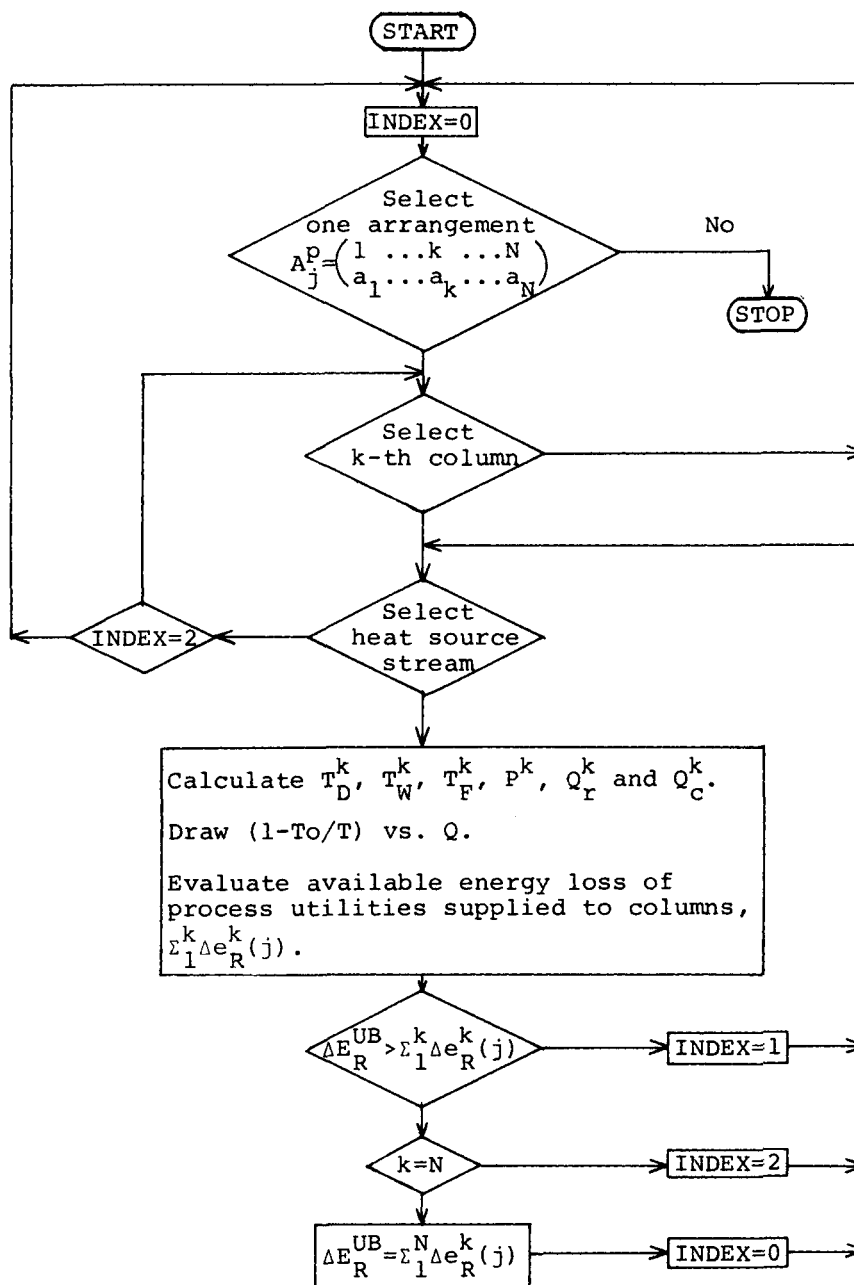 START
INDEX=0
Select
one arrangement
A_j^p=(1 ...k ...N
a_1...a_k...a_N)
No
STOP
Select
k-th column
Select
heat source
stream
INDEX=2
Calculate T_D^k, T_W^k, T_F^k, P^k, Q_r^k and Q_c^k.
Draw (1-To/T) vs. Q.
Evaluate available energy loss of
process utilities supplied to columns,
Σ_1^k Δe_R^k(j).
ΔE_R^UB>Σ_1^k Δe_R^k(j)
INDEX=1
k=N
INDEX=2
ΔE_R^UB=Σ_1^N Δe_R^k(j)
INDEX=0